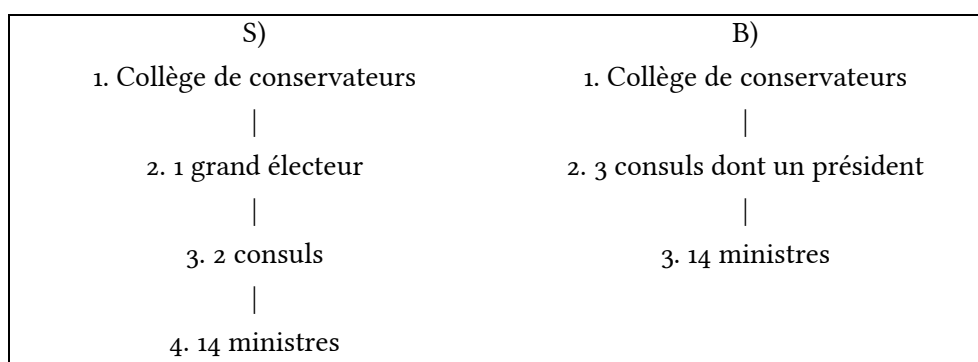 S)
1. Collège de conservateurs
|
2. 1 grand électeur
|
3. 2 consuls
|
4. 14 ministres
B)
1. Collège de conservateurs
|
2. 3 consuls dont un président
|
3. 14 ministres